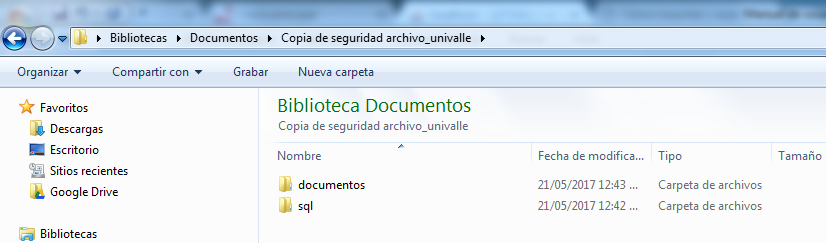 Bibliotecas ▸ Documentos ▸ Copia de seguridad archivo_univalle ▸
Organizar ▾ Compartir con ▾ Grabar Nueva carpeta
Favoritos
Descargas
Escritorio
Sitios recientes
Google Drive
Bibliotecas
Biblioteca Documentos
Copia de seguridad archivo_univalle
Nombre Fecha de modifica... Tipo Tamaño
documentos 21/05/2017 12:43 ... Carpeta de archivos
sql 21/05/2017 12:42 ... Carpeta de archivos